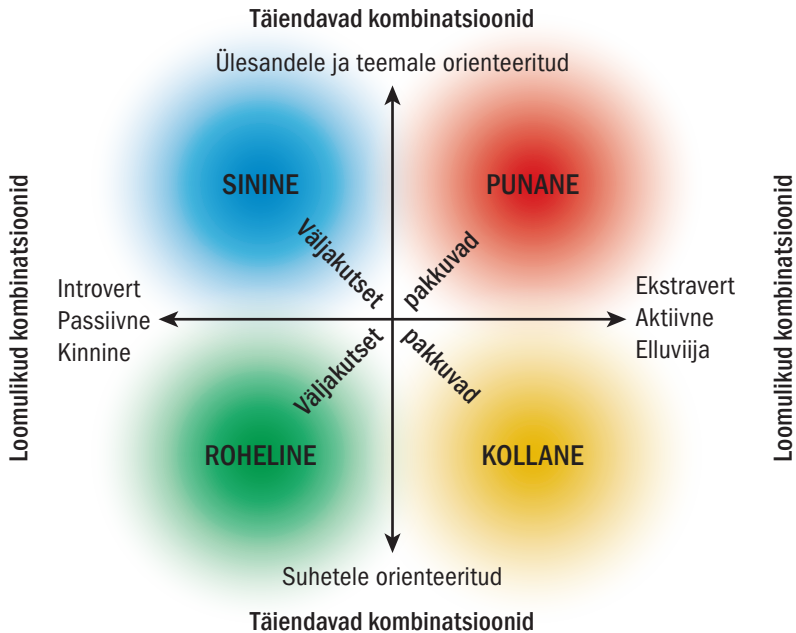 Täiendavad kombinatsioonid
Ülesandele ja teemale orienteeritud
SININE
PUNANE
Loomulikud kombinatsioonid
Väljakutset
pakkuvad
Loomulikud kombinatsioonid
Introvert
Passiivne
Kinnine
Ekstravert
Aktiivne
Elluviija
Väljakutset
pakkuvad
ROHELINE
KOLLANE
Suhetele orienteeritud
Täiendavad kombinatsioonid